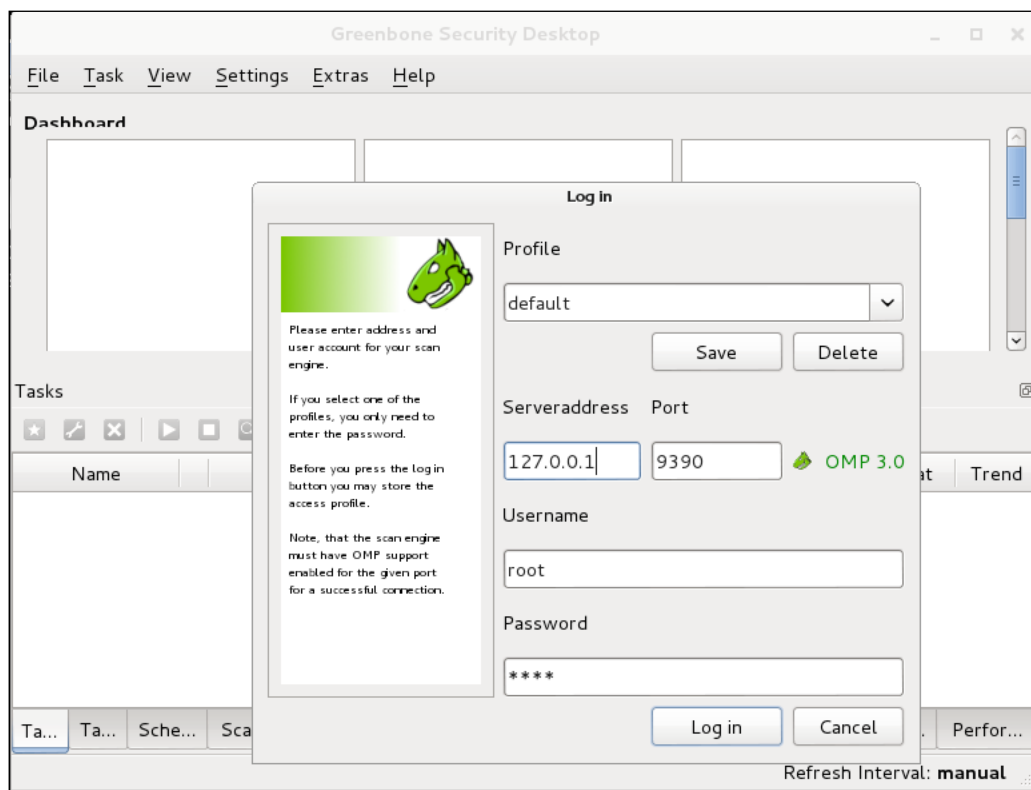 Greenbone Security Desktop
File Task View Settings Extras Help
Dashboard
Log in
Please enter address and
user account for your scan
engine.
If you select one of the
profiles, you only need to
enter the password.
Before you press the log in
button you may store the
access profile.
Note, that the scan engine
must have OMP support
enabled for the given port
for a successful connection.
Profile
default
Save Delete
Serveraddress Port
127.0.0.1 9390 OMP 3.0
Username
root
Password
****
Log in Cancel
Tasks
Name Trend
Ta... Ta... Sche... Perfor...
Refresh Interval: manual